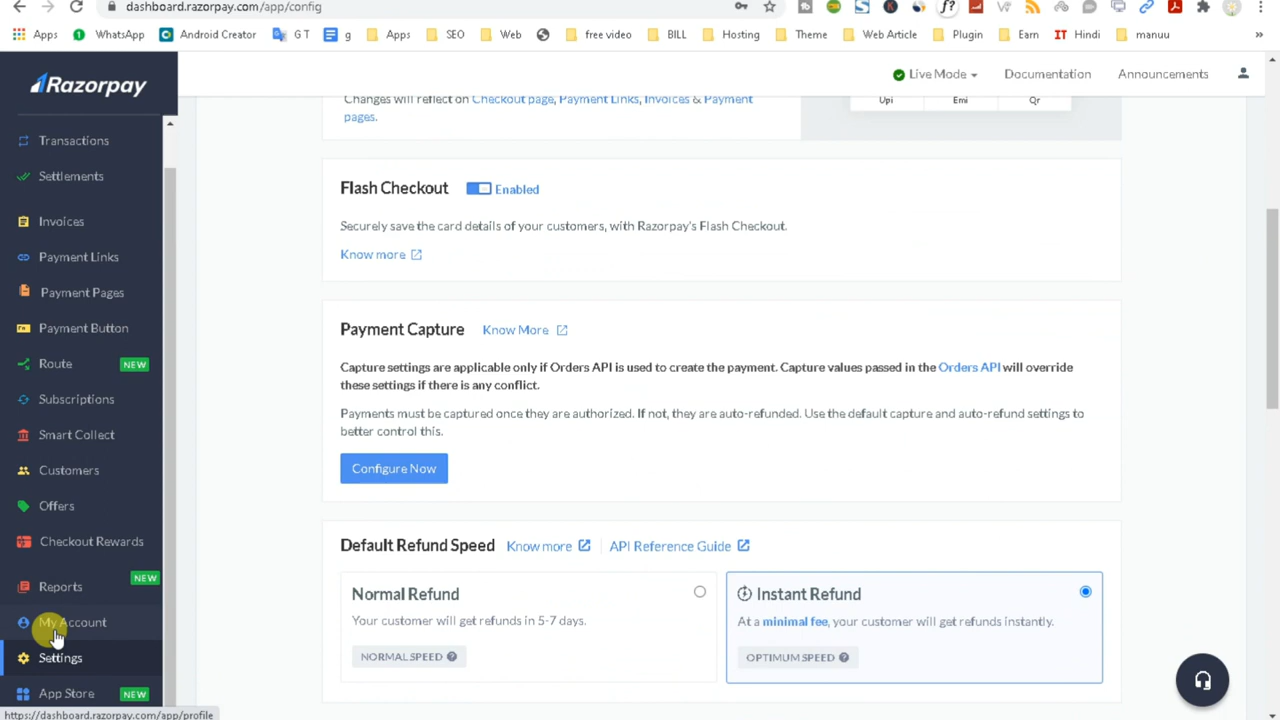 dashboard.razorpay.com/app/config
Apps WhatsApp Android Creator G T g Apps SEO Web free video BILL Hosting Theme Web Article Plugin Earn IT Hindi manuu »
Razorpay
Live Mode Documentation Announcements
Transactions
Settlements
Invoices
Payment Links
Payment Pages
Payment Button
Route NEW
Subscriptions
Smart Collect
Customers
Offers
Checkout Rewards
Reports NEW
My Account
Settings
App Store NEW
Changes will reflect on Checkout page, Payment Links, Invoices & Payment
pages.
Upi Emi Qr
Flash Checkout Enabled
Securely save the card details of your customers, with Razorpay's Flash Checkout.
Know more
Payment Capture Know More
Capture settings are applicable only if Orders API is used to create the payment. Capture values passed in the Orders API will override
these settings if there is any conflict.
Payments must be captured once they are authorized. If not, they are auto-refunded. Use the default capture and auto-refund settings to
better control this.
Configure Now
Default Refund Speed Know more API Reference Guide
Normal Refund
Your customer will get refunds in 5-7 days.
NORMAL SPEED
Instant Refund
At a minimal fee, your customer will get refunds instantly.
OPTIMUM SPEED
https://dashboard.razorpay.com/app/profile